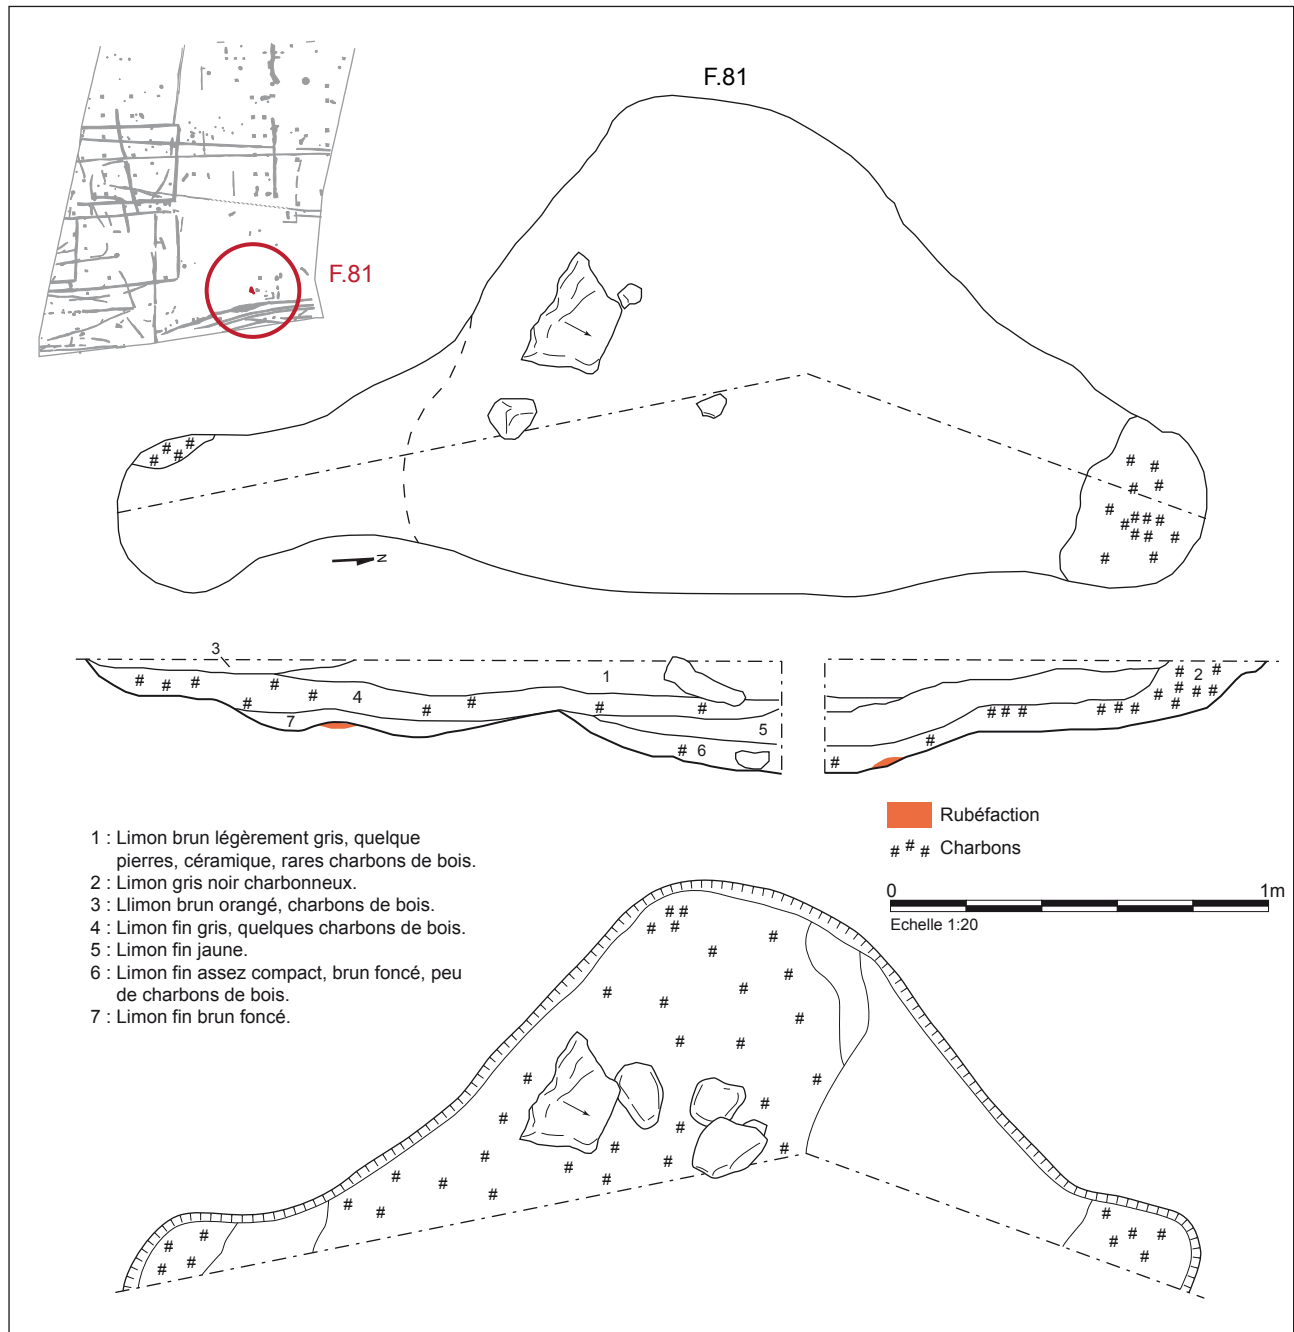 F.81
F.81
N
3
1
2
4
7
5
6
1 : Limon brun légèrement gris, quelque
pierres, céramique, rares charbons de bois.
2 : Limon gris noir charbonneux.
3 : Llimon brun orangé, charbons de bois.
4 : Limon fin gris, quelques charbons de bois.
5 : Limon fin jaune.
6 : Limon fin assez compact, brun foncé, peu
de charbons de bois.
7 : Limon fin brun foncé.
Rubéfaction
# # # Charbons
0 1m
Echelle 1:20